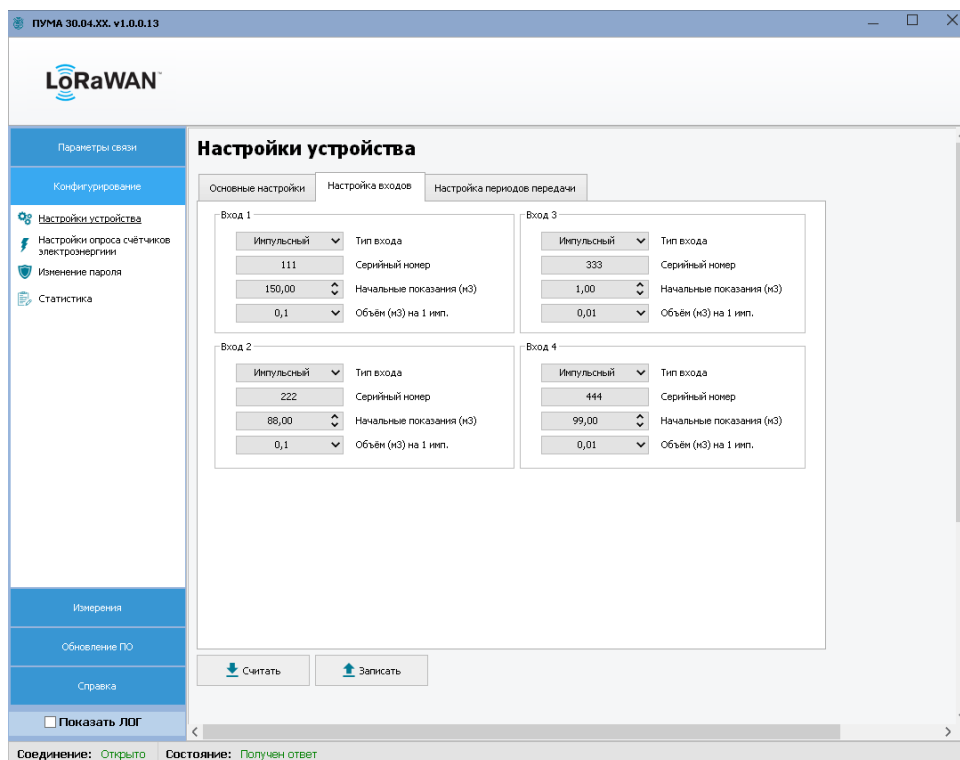 ПУМА 30.04.XX. v1.0.0.13
LoRaWAN™
Параметры связи
Конфигурирование
Настройки устройства
Настройки опроса счётчиков
электроэнергиии
Изменение пароля
Статистика
Измерения
Обновление ПО
Справка
Показать ЛОГ
Настройки устройства
Основные настройки
Настройка входов
Настройка периодов передачи
Вход 1
Импульсный Тип входа
111 Серийный номер
150,00 Начальные показания (м3)
0,1 Объём (м3) на 1 имп.
Вход 3
Импульсный Тип входа
333 Серийный номер
1,00 Начальные показания (м3)
0,01 Объём (м3) на 1 имп.
Вход 2
Импульсный Тип входа
222 Серийный номер
88,00 Начальные показания (м3)
0,1 Объём (м3) на 1 имп.
Вход 4
Импульсный Тип входа
444 Серийный номер
99,00 Начальные показания (м3)
0,01 Объём (м3) на 1 имп.
Считать
Записать
Соединение: Открыто Состояние: Получен ответ